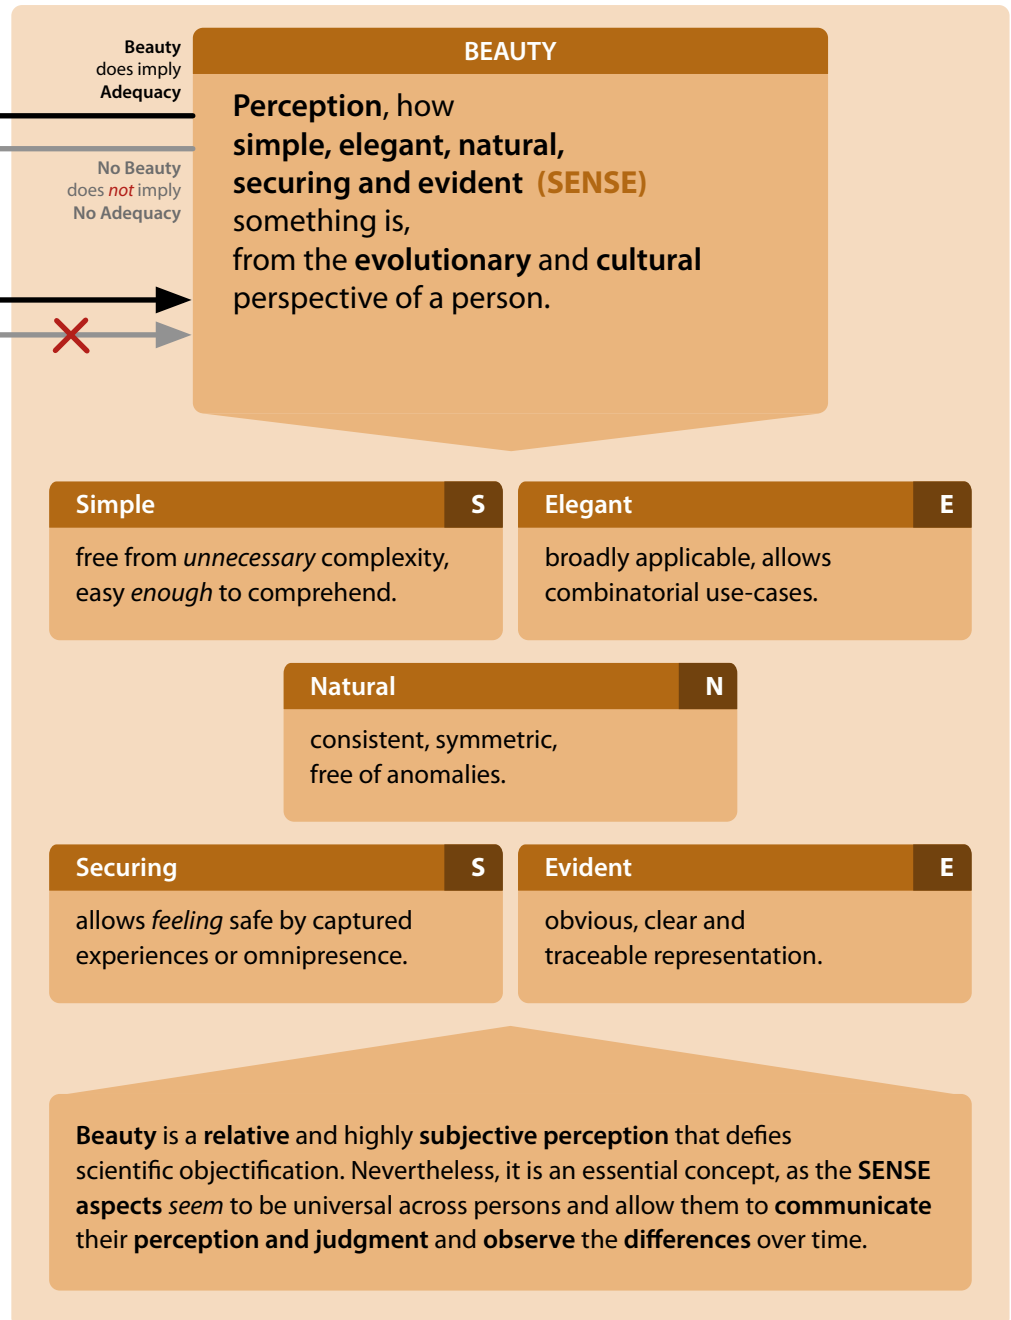 Beauty
does imply
Adequacy
No Beauty
does not imply
No Adequacy
BEAUTY
Perception, how
simple, elegant, natural,
securing and evident (SENSE)
something is,
from the evolutionary and cultural
perspective of a person.
Simple S
free from unnecessary complexity,
easy enough to comprehend.
Elegant E
broadly applicable, allows
combinatorial use-cases.
Natural N
consistent, symmetric,
free of anomalies.
Securing S
allows feeling safe by captured
experiences or omnipresence.
Evident E
obvious, clear and
traceable representation.
Beauty is a relative and highly subjective perception that defies
scientific objectification. Nevertheless, it is an essential concept, as the SENSE
aspects seem to be universal across persons and allow them to communicate
their perception and judgment and observe the differences over time.